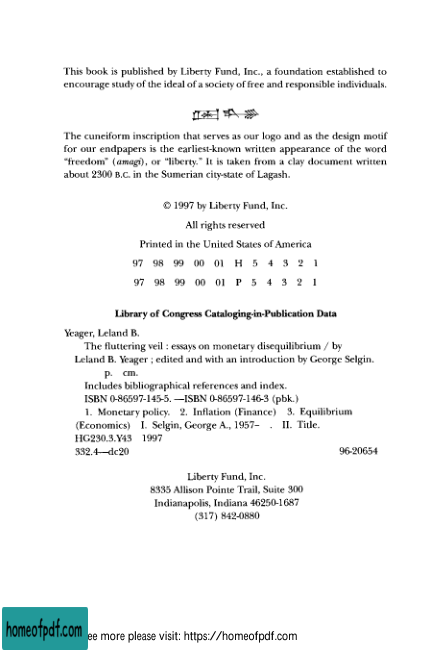 This book is published by Liberty Fund, Inc., a foundation established to
encourage study of the ideal of a society of free and responsible individuals.
The cuneiform inscription that serves as our logo and as the design motif
for our endpapers is the earliest-known written appearance of the word
“freedom” (amagi), or “liberty.” It is taken from a clay document written
about 2300 B.C. in the Sumerian city-state of Lagash.
© 1997 by Liberty Fund, Inc.
All rights reserved
Printed in the United States of America
97 98 99 00 01 H 5 4 3 2 1
97 98 99 00 01 P 5 4 3 2 1
Library of Congress Cataloging-in-Publication Data
Yeager, Leland B.
The fluttering veil : essays on monetary disequilibrium / by
Leland B. Yeager ; edited and with an introduction by George Selgin.
p. cm.
Includes bibliographical references and index.
ISBN 0-86597-145-5. —ISBN 0-86597-146-3 (pbk.)
1. Monetary policy. 2. Inflation (Finance) 3. Equilibrium
(Economics) I. Selgin, George A., 1957– . II. Title.
HG230.3.Y43 1997
332.4—dc20 96-20654
Liberty Fund, Inc.
8335 Allison Pointe Trail, Suite 300
Indianapolis, Indiana 46250-1687
(317) 842-0880
homeofpdf.com ee more please visit: https://homeofpdf.com